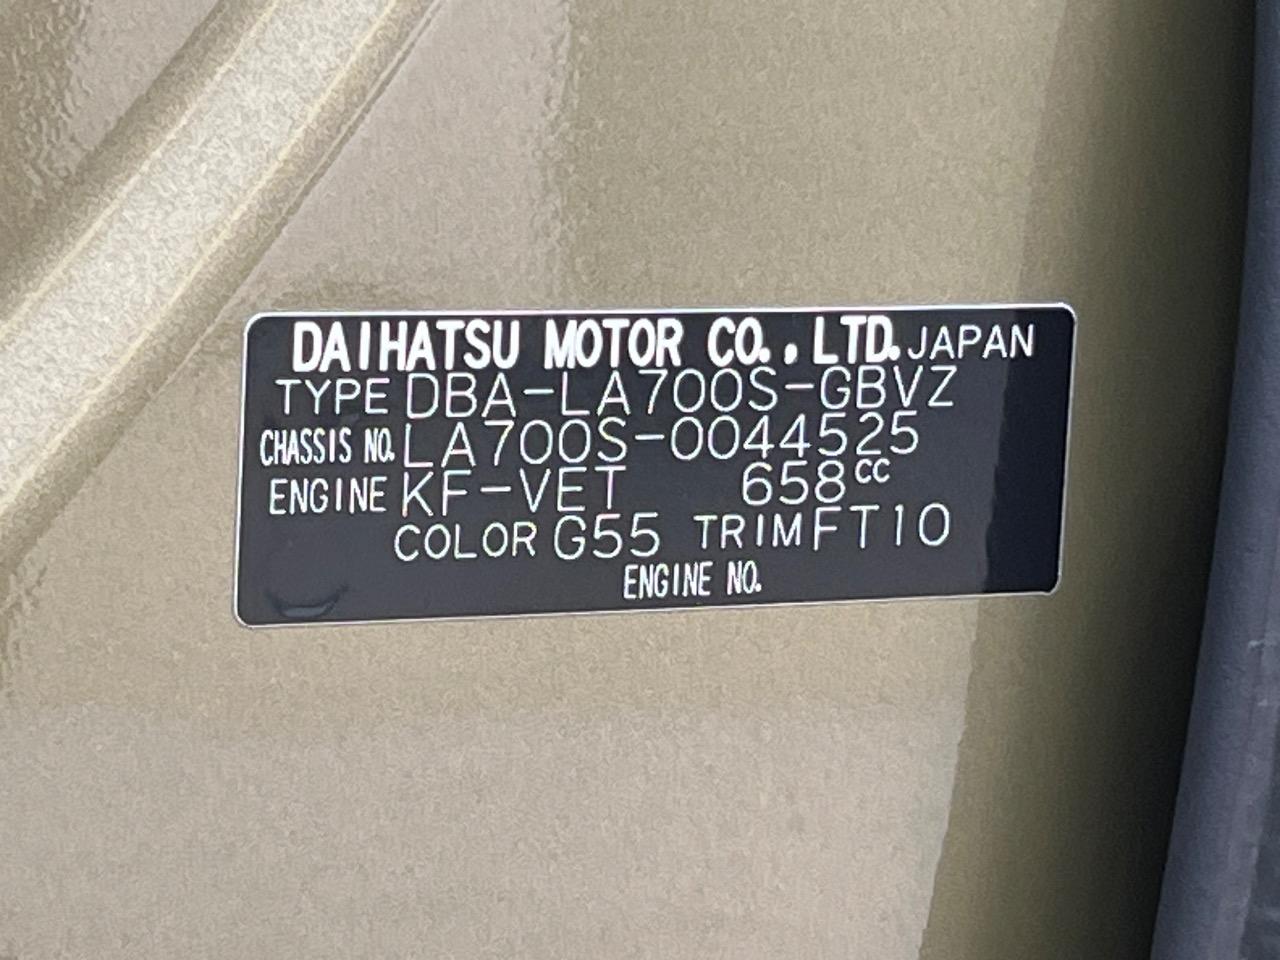 DAIHATSU MOTOR CO., LTD. JAPAN
TYPE DBA-LA700S-GBVZ
CHASSIS NO. LA700S-0044525
ENGINE KF-VET 658cc
COLOR G55 TRIM FT10
ENGINE NO.